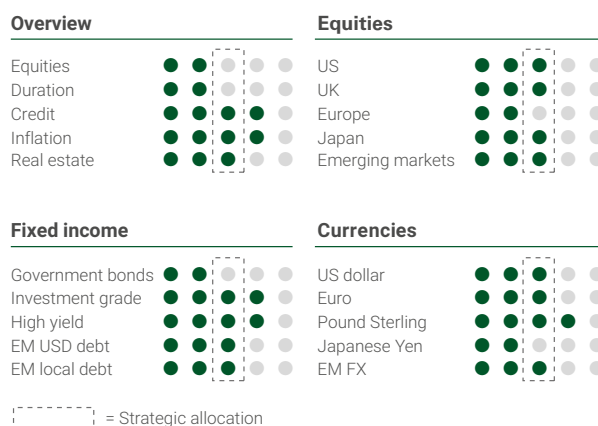 Overview
Equities
Duration
Credit
Inflation
Real estate
Equities
US
UK
Europe
Japan
Emerging markets
Fixed income
Government bonds
Investment grade
High yield
EM USD debt
EM local debt
Currencies
US dollar
Euro
Pound Sterling
Japanese Yen
EM FX
= Strategic allocation